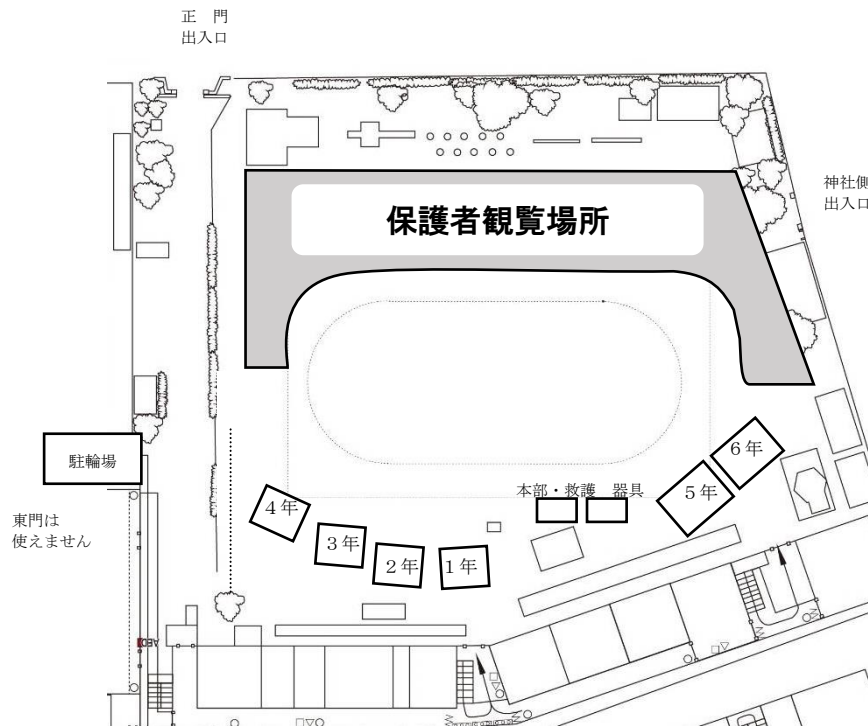 正　門
出入口
保護者観覧場所
神社側
出入口
６年
５年
本部・救護　器具
駐輪場
４年
３年
２年
１年
東門は
使えません